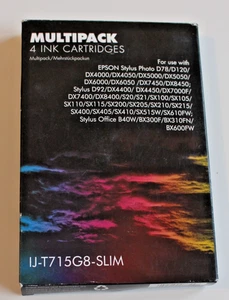 MULTIPACK
4 INK CARTRIDGES
Multipack/Mehrstückpackun
For use with
EPSON Stylus Photo D78/D120/
DX4000/DX4050/DX5000/DX5050/
DX6000/DX6050 /DX7450/DX8450;
Stylus D92/DX4400/ DX4450/DX7000F/
DX7400/DX8400/S20/S21/SX100/SX105/
SX110/SX115/SX200/SX205/SX210/SX215/
SX400/SX405/SX410/SX515W/SX610FW;
Stylus Office B40W/BX300F/BX310FN/
BX600FW
IJ-T715G8-SLIM